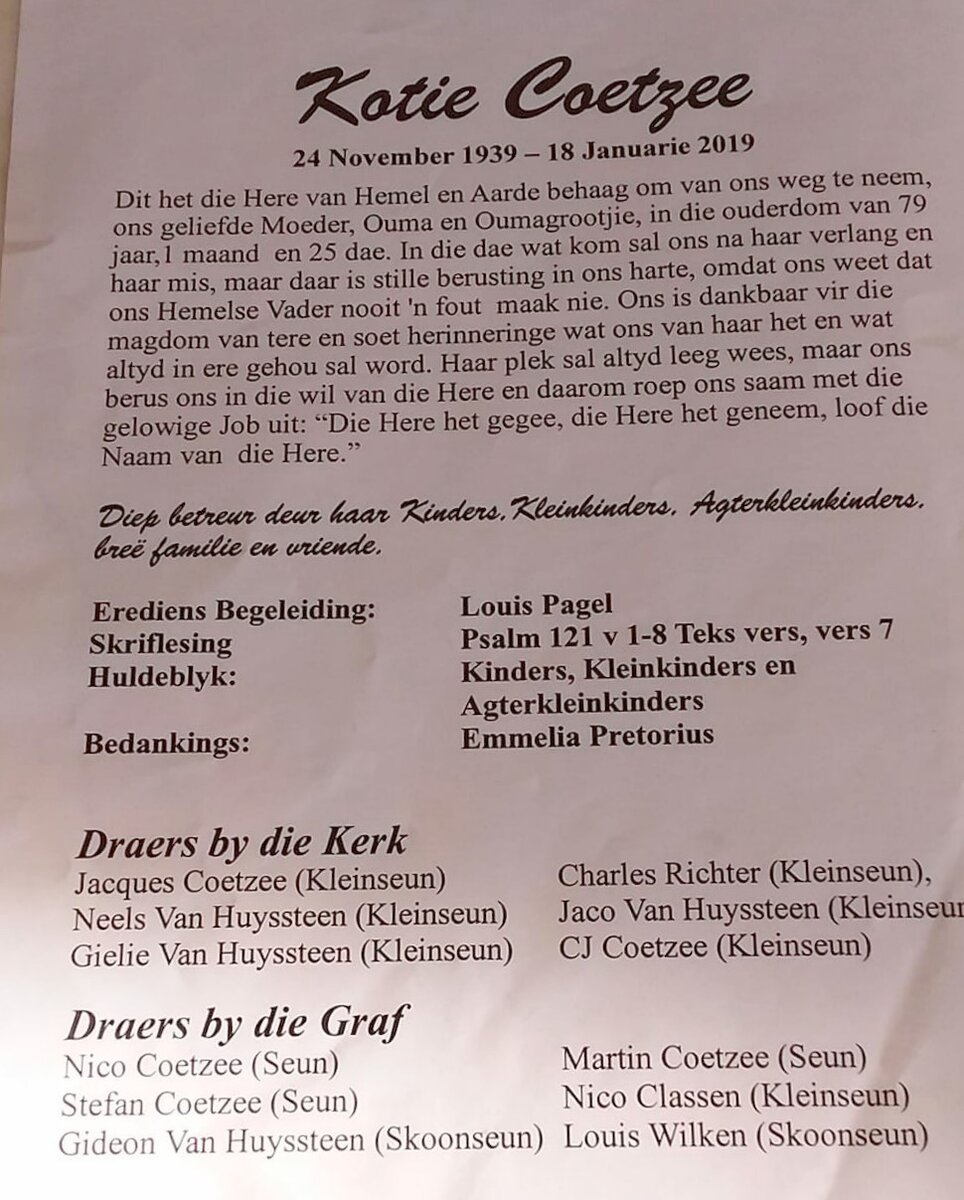 Kotie Coetzee
24 November 1939 – 18 Januarie 2019
Dit het die Here van Hemel en Aarde behaag om van ons weg te neem,
ons geliefde Moeder, Ouma en Oumagrootjie, in die ouderdom van 79
jaar,1 maand en 25 dae. In die dae wat kom sal ons na haar verlang en
haar mis, maar daar is stille berusting in ons harte, omdat ons weet dat
ons Hemelse Vader nooit 'n fout maak nie. Ons is dankbaar vir die
magdom van tere en soet herinneringe wat ons van haar het en wat
altyd in ere gehou sal word. Haar plek sal altyd leeg wees, maar ons
berus ons in die wil van die Here en daarom roep ons saam met die
gelowige Job uit: “Die Here het gegee, die Here het geneem, loof die
Naam van die Here.”
Diep betreur deur haar Kinders, Kleinkinders, Agterkleinkinders,
breë familie en vriende.
Erediens Begeleiding: Louis Pagel
Skriflesing Psalm 121 v 1-8 Teks vers, vers 7
Huldeblyk: Kinders, Kleinkinders en
Agterkleinkinders
Bedankings: Emmelia Pretorius
Draers by die Kerk
Jacques Coetzee (Kleinseun) Charles Richter (Kleinseun),
Neels Van Huyssteen (Kleinseun) Jaco Van Huyssteen (Kleinseun
Gielie Van Huyssteen (Kleinseun) CJ Coetzee (Kleinseun)
Draers by die Graf
Nico Coetzee (Seun) Martin Coetzee (Seun)
Stefan Coetzee (Seun) Nico Classen (Kleinseun)
Gideon Van Huyssteen (Skoonseun) Louis Wilken (Skoonseun)